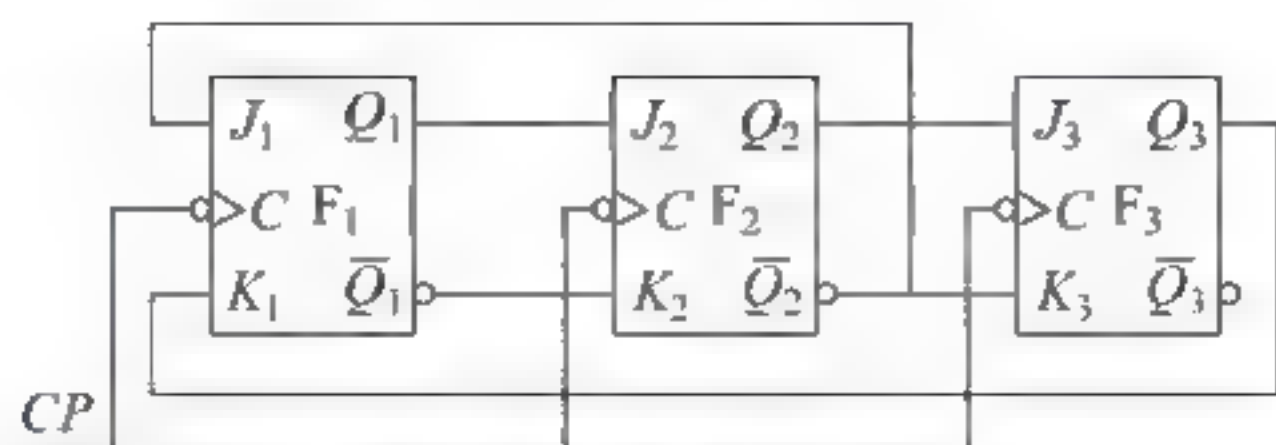 J₁ Q₁ J₂ Q₂ J₃ Q₃
C F₁ C F₂ C F₃
K₁ Q̅₁ K₂ Q̅₂ K₃ Q̅₃
CP